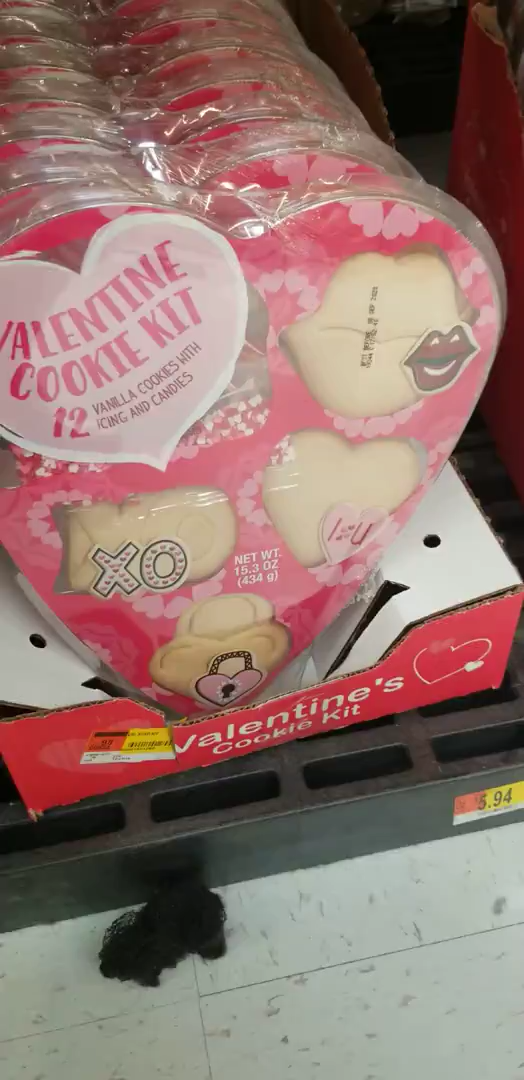 VALENTINE
COOKIE KIT
12 VANILLA COOKIES WITH
ICING AND CANDIES
XO
I U
NET WT.
15.3 OZ
(434 g)
Valentine's
Cookie Kit
5.94